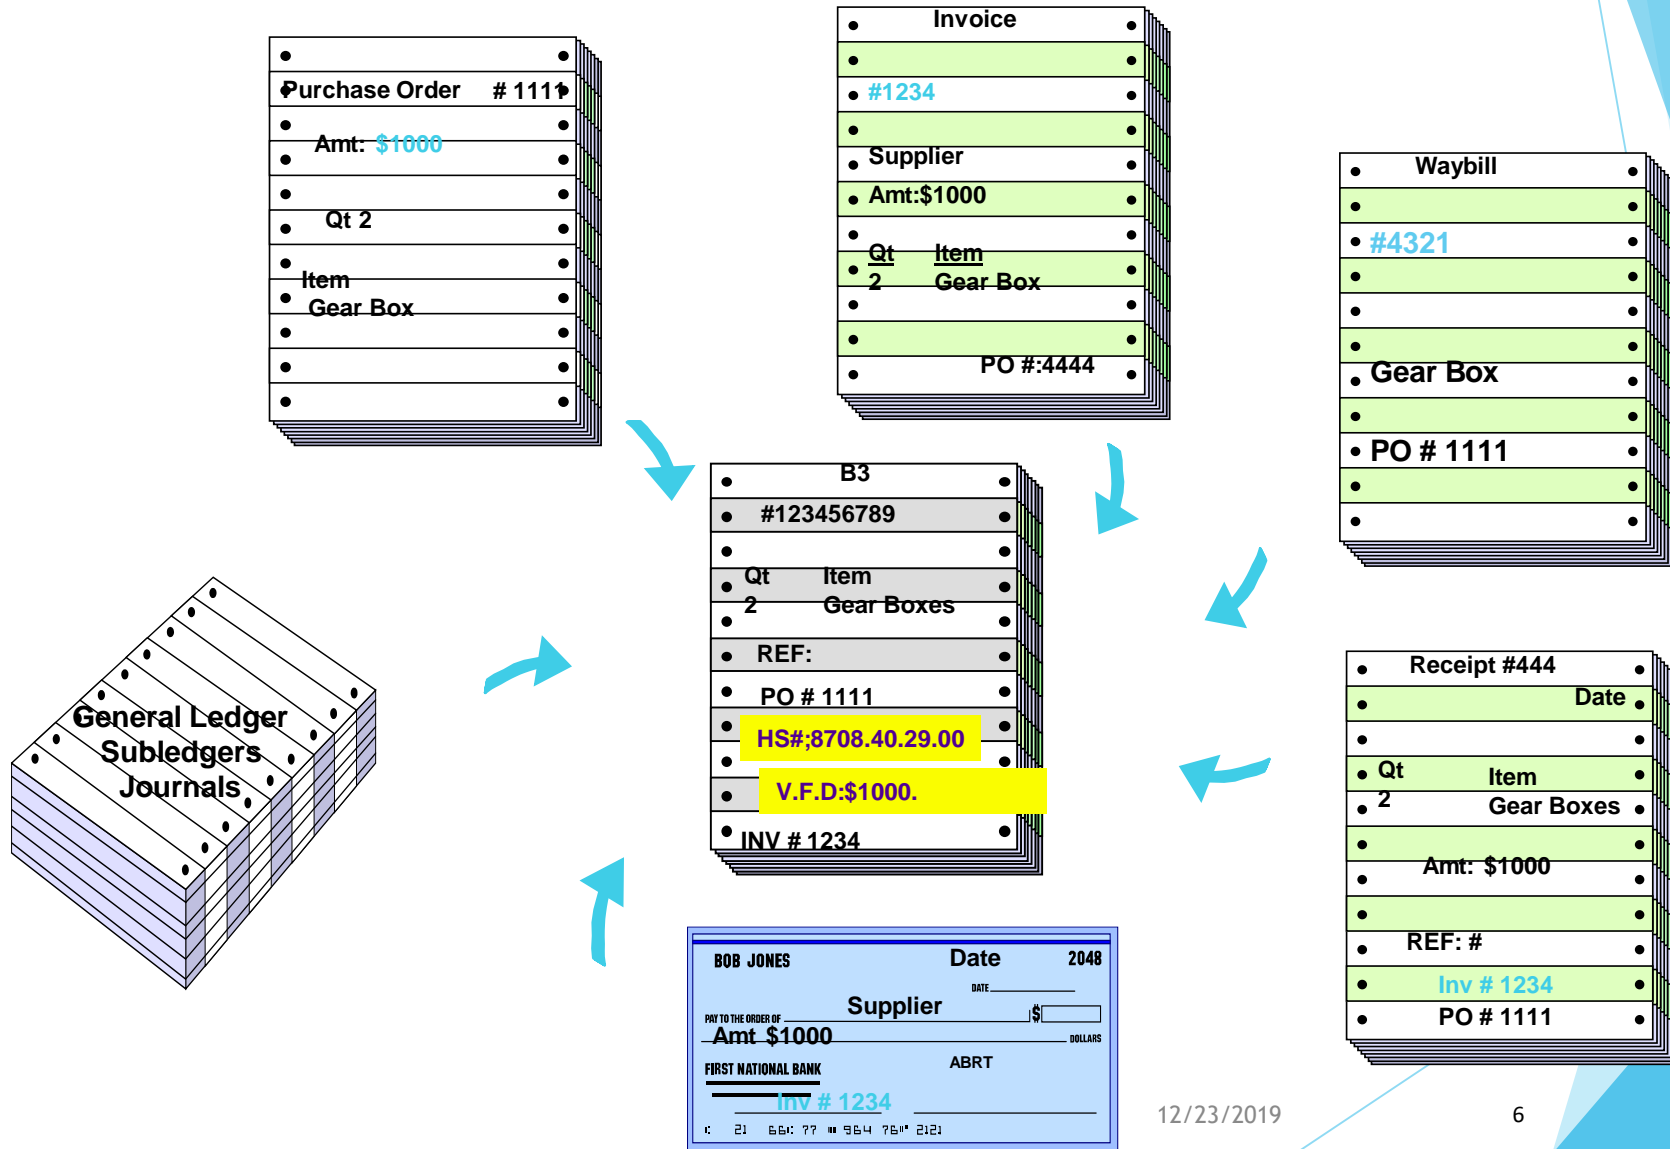 Purchase Order # 1111
Amt: $1000
Qt 2
Item
Gear Box
Invoice
#1234
Supplier
Amt:$1000
Qt Item
2 Gear Box
PO #:4444
Waybill
#4321
Gear Box
PO # 1111
B3
#123456789
Qt Item
2 Gear Boxes
REF:
PO # 1111
HS#;8708.40.29.00
V.F.D:$1000.
INV # 1234
General Ledger
Subledgers
Journals
Receipt #444
Date
Qt Item
2 Gear Boxes
Amt: $1000
REF: #
Inv # 1234
PO # 1111
BOB JONES Date 2048
DATE
Supplier
PAY TO THE ORDER OF $
Amt $1000 DOLLARS
FIRST NATIONAL BANK ABRT
Inv # 1234
12/23/2019 6